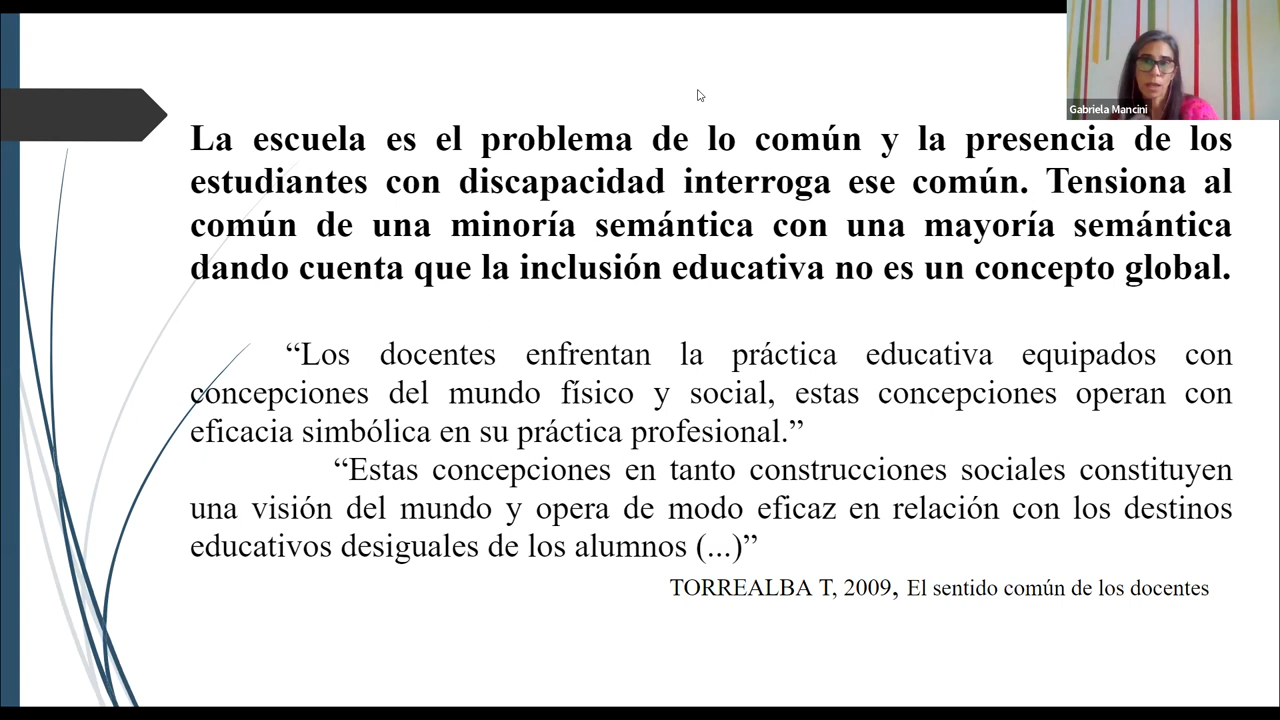 Gabriela Mancini
La escuela es el problema de lo común y la presencia de los
estudiantes con discapacidad interroga ese común. Tensiona al
común de una minoría semántica con una mayoría semántica
dando cuenta que la inclusión educativa no es un concepto global.
“Los docentes enfrentan la práctica educativa equipados con
concepciones del mundo físico y social, estas concepciones operan con
eficacia simbólica en su práctica profesional.”
“Estas concepciones en tanto construcciones sociales constituyen
una visión del mundo y opera de modo eficaz en relación con los destinos
educativos desiguales de los alumnos (...)”
TORREALBA T, 2009, El sentido común de los docentes